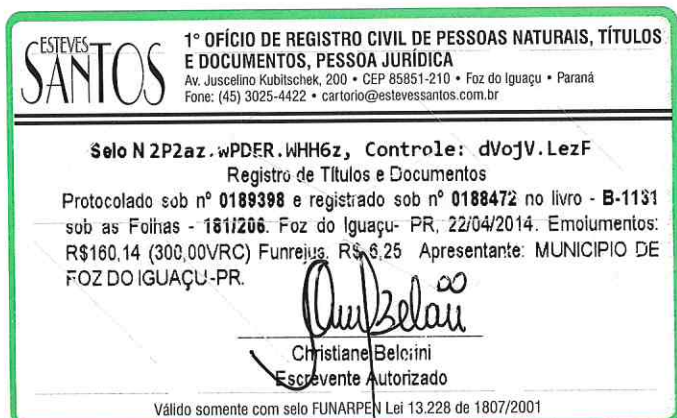 ESTEVES
SANTOS
1º OFÍCIO DE REGISTRO CIVIL DE PESSOAS NATURAIS, TÍTULOS
E DOCUMENTOS, PESSOA JURÍDICA
Av. Juscelino Kubitschek, 200 • CEP 85851-210 • Foz do Iguaçu • Paraná
Fone: (45) 3025-4422 • cartorio@estevessantos.com.br
Selo N 2P2az.wPDER.WHH6z, Controle: dVojV.LezF
Registro de Títulos e Documentos
Protocolado sob nº 0189398 e registrado sob nº 0188472 no livro - B-1131
sob as Folhas - 181/206. Foz do Iguaçu- PR, 22/04/2014. Emolumentos:
R$160,14 (300,00VRC) Funrejus. R$ 6,25 Apresentante: MUNICIPIO DE
FOZ DO IGUAÇU-PR.
Christiane
Escrevente Autorizado
Válido somente com selo FUNARPEN Lei 13.228 de 1807/2001